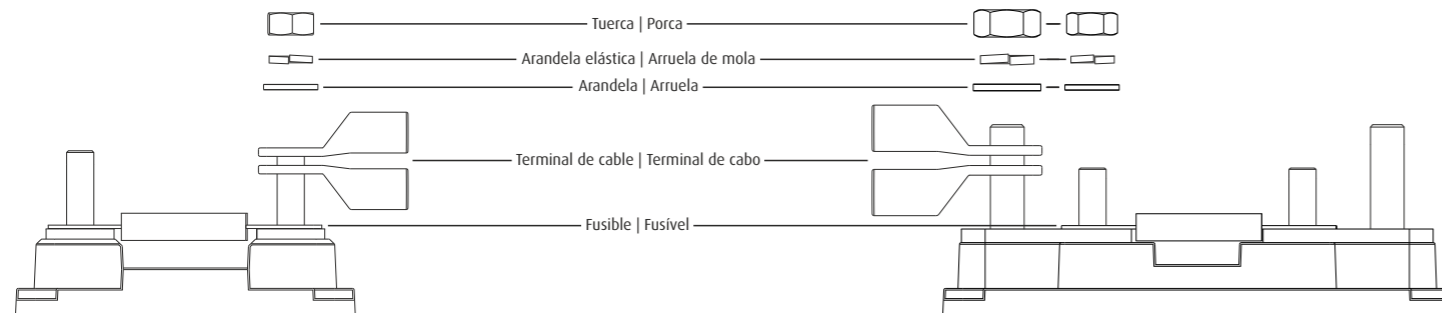 Tuerca | Porca
Arandela elástica | Arruela de mola
Arandela | Arruela
Terminal de cable | Terminal de cabo
Fusible | Fusível